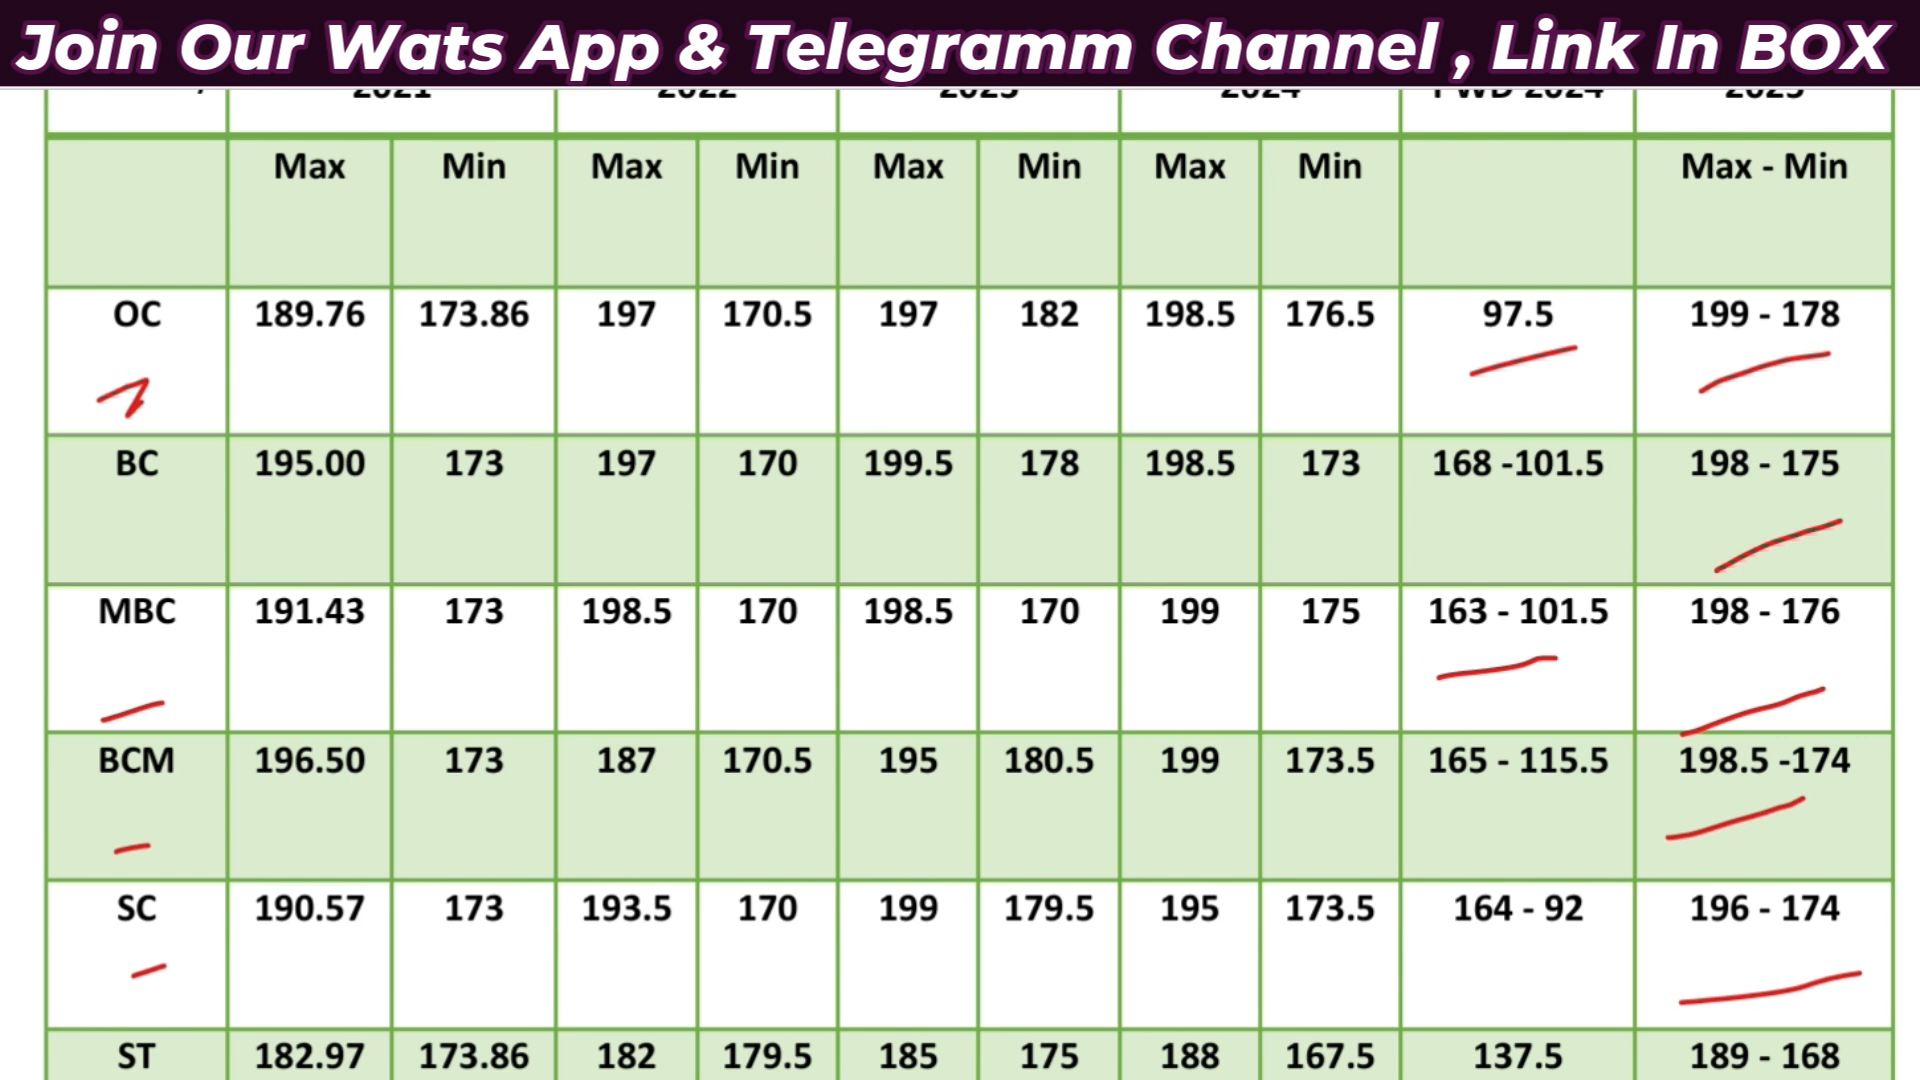 Join Our Wats App & Telegramm Channel , Link In BOX
2021 2022 2023 2024 PWD 2024 2025
Max Min Max Min Max Min Max Min Max - Min
OC 189.76 173.86 197 170.5 197 182 198.5 176.5 97.5 199 - 178
BC 195.00 173 197 170 199.5 178 198.5 173 168 -101.5 198 - 175
MBC 191.43 173 198.5 170 198.5 170 199 175 163 - 101.5 198 - 176
BCM 196.50 173 187 170.5 195 180.5 199 173.5 165 - 115.5 198.5 -174
SC 190.57 173 193.5 170 199 179.5 195 173.5 164 - 92 196 - 174
ST 182.97 173.86 182 179.5 185 175 188 167.5 137.5 189 - 168